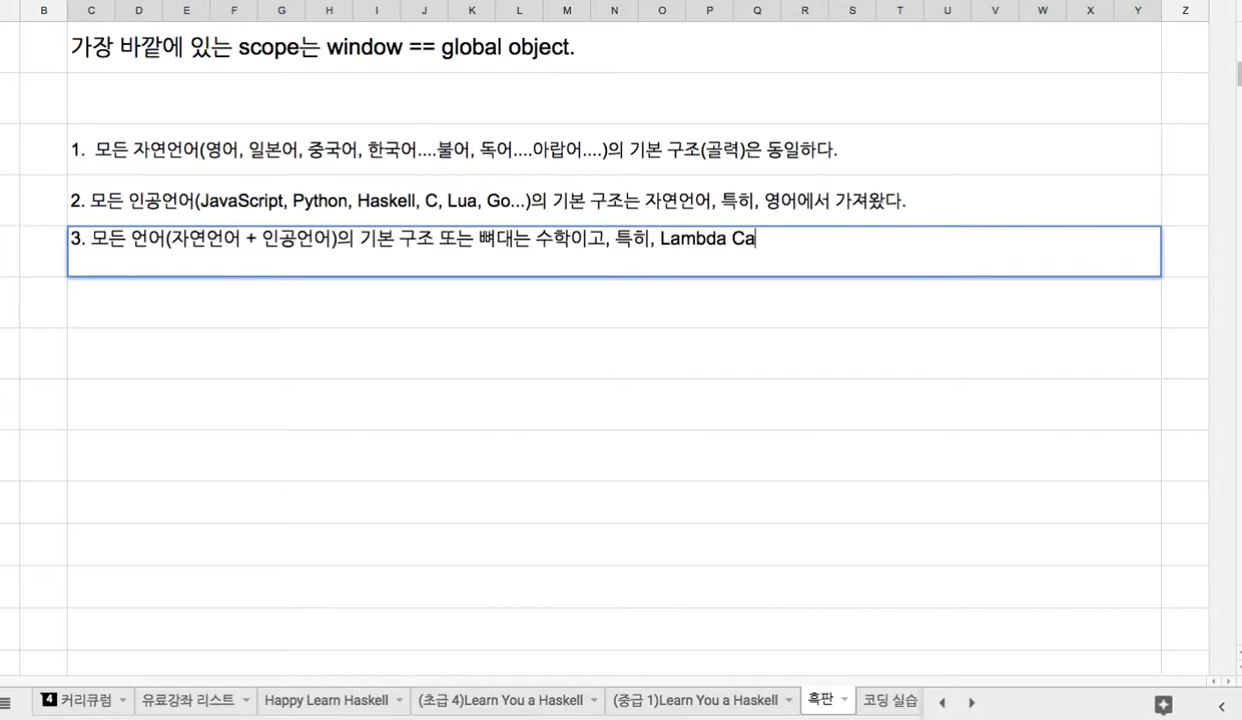 B C D E F G H I J K L M N O P Q R S T U V W X Y Z
가장 바깥에 있는 scope는 window == global object.
1. 모든 자연언어(영어, 일본어, 중국어, 한국어....불어, 독어....아랍어....)의 기본 구조(골력)은 동일하다.
2. 모든 인공언어(JavaScript, Python, Haskell, C, Lua, Go...)의 기본 구조는 자연언어, 특히, 영어에서 가져왔다.
3. 모든 언어(자연언어 + 인공언어)의 기본 구조 또는 뼈대는 수학이고, 특히, Lambda Ca
4 커리큐럼 유료강좌 리스트 Happy Learn Haskell (초급 4)Learn You a Haskell (중급 1)Learn You a Haskell 흑판 코딩 실습